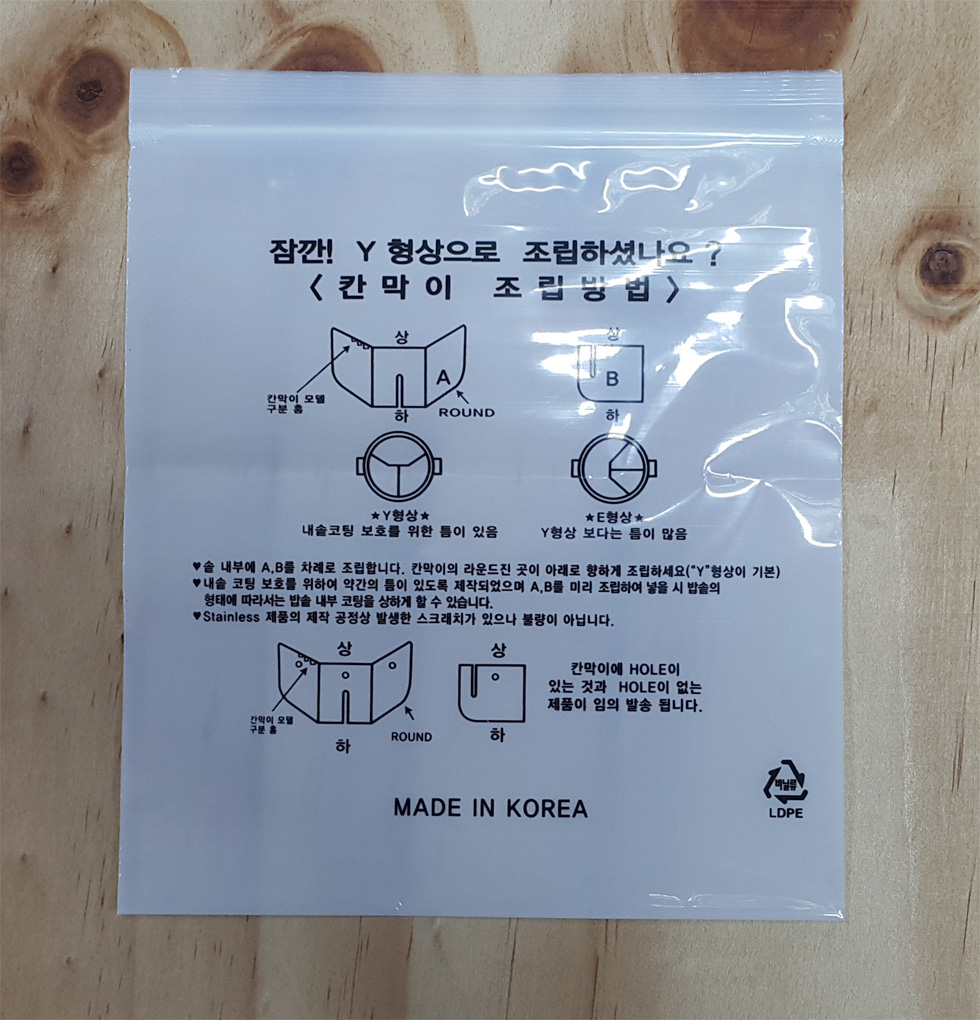 잠깐! Y 형상으로 조립하셨나요?
〈칸막이 조립방법〉
상
A
칸막이 모델
구분 홈
하
ROUND
상
B
하
★Y형상★
내솥코팅 보호를 위한 틈이 있음
★E형상★
Y형상 보다는 틈이 많음
♥솥 내부에 A,B를 차례로 조립합니다. 칸막이의 라운드진 곳이 아래로 향하게 조립하세요("Y"형상이 기본)
♥내솥 코팅 보호를 위하여 약간의 틈이 있도록 제작되었으며 A,B를 미리 조립하여 넣을 시 밥솥의
형태에 따라서는 밥솥 내부 코팅을 상하게 할 수 있습니다.
♥Stainless 제품의 제작 공정상 발생한 스크래치가 있으나 불량이 아닙니다.
상
칸막이 모델
구분 홈
하
ROUND
상
하
칸막이에 HOLE이
있는 것과 HOLE이 없는
제품이 임의 발송 됩니다.
MADE IN KOREA
비닐류
LDPE